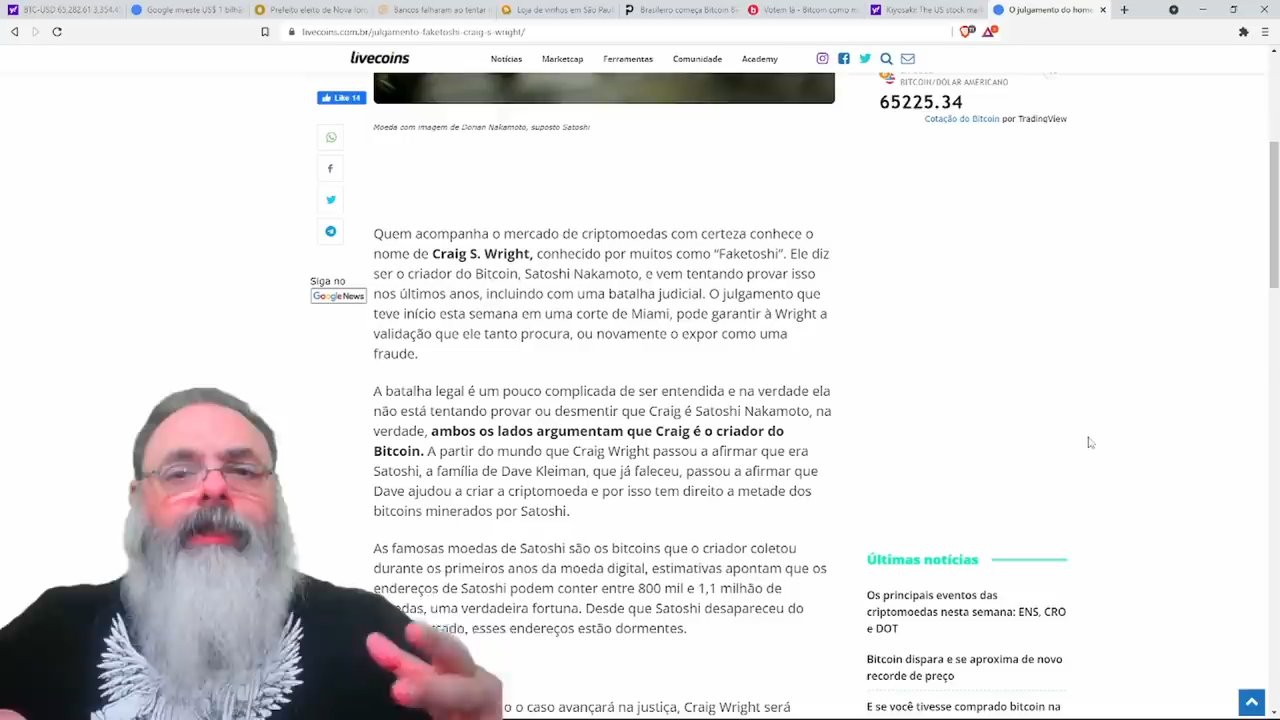 BTC-USD 65,282.61 3,354.4
Google investe US$ 1 bilhã
Prefeito eleito de Nova Ior
Bancos falharam ao tentar
Loja de vinhos em São Paul
Brasileiro começa Bitcoin S
Votem lá - Bitcoin como m
Kiyosaki: The US stock mar
O julgamento do home
livecoins.com.br/julgamento-faketoshi-craig-s-wright/
livecoins
Notícias
Marketcap
Ferramentas
Comunidade
Academy
BITCOIN/DÓLAR AMERICANO
65225.34
Cotação do Bitcoin por TradingView
Like 14
Moeda com imagem de Dorian Nakamoto, suposto Satoshi
Siga no
Google News
Quem acompanha o mercado de criptomoedas com certeza conhece o
nome de Craig S. Wright, conhecido por muitos como “Faketoshi”. Ele diz
ser o criador do Bitcoin, Satoshi Nakamoto, e vem tentando provar isso
nos últimos anos, incluindo com uma batalha judicial. O julgamento que
teve início esta semana em uma corte de Miami, pode garantir à Wright a
validação que ele tanto procura, ou novamente o expor como uma
fraude.
A batalha legal é um pouco complicada de ser entendida e na verdade ela
não está tentando provar ou desmentir que Craig é Satoshi Nakamoto, na
verdade, ambos os lados argumentam que Craig é o criador do
Bitcoin. A partir do mundo que Craig Wright passou a afirmar que era
Satoshi, a família de Dave Kleiman, que já faleceu, passou a afirmar que
Dave ajudou a criar a criptomoeda e por isso tem direito a metade dos
bitcoins minerados por Satoshi.
As famosas moedas de Satoshi são os bitcoins que o criador coletou
durante os primeiros anos da moeda digital, estimativas apontam que os
endereços de Satoshi podem conter entre 800 mil e 1,1 milhão de
uma verdadeira fortuna. Desde que Satoshi desapareceu do
esses endereços estão dormentes.
o caso avançará na justiça, Craig Wright será
Últimas notícias
Os principais eventos das
criptomoedas nesta semana: ENS, CRO
e DOT
Bitcoin dispara e se aproxima de novo
recorde de preço
E se você tivesse comprado bitcoin na